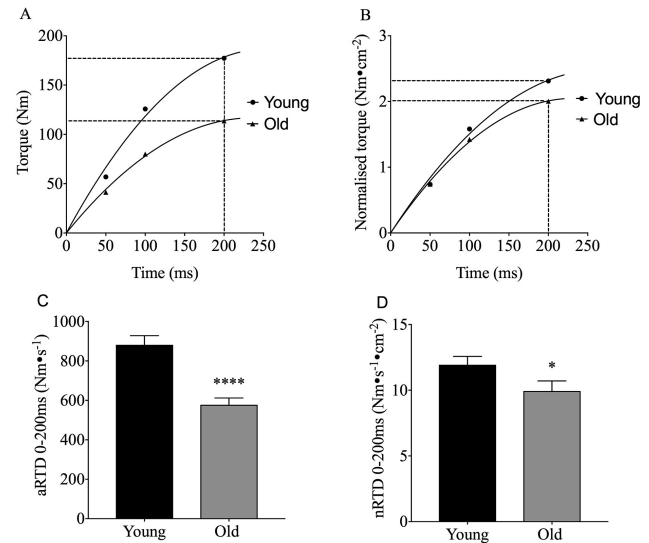 A
Torque (Nm)
200
150
100
50
0
0 50 100 150 200 250
Time (ms)
Young
Old
B
Normalised torque (Nm•cm-2)
3
2
1
0
0 50 100 150 200 250
Time (ms)
Young
Old
C
aRTD 0-200ms (Nm•s-1)
1000
800
600
400
200
0
****
Young Old
D
nRTD 0-200ms (Nm•s-1•cm-2)
15
10
5
0
*
Young Old